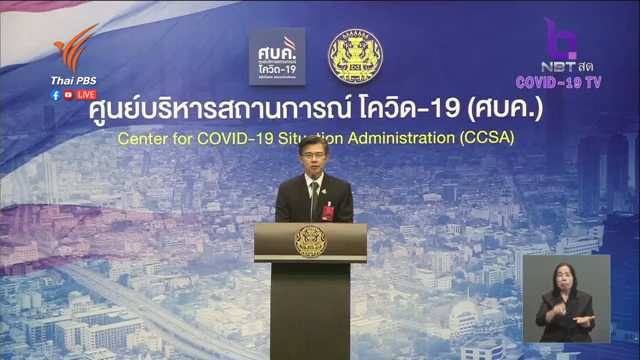 ศบค.
โควิด-19
Thai PBS
LIVE
NBT สด
COVID-19 TV
ศูนย์บริหารสถานการณ์ โควิด-19 (ศบค.)
Center for COVID-19 Situation Administration (CCSA)